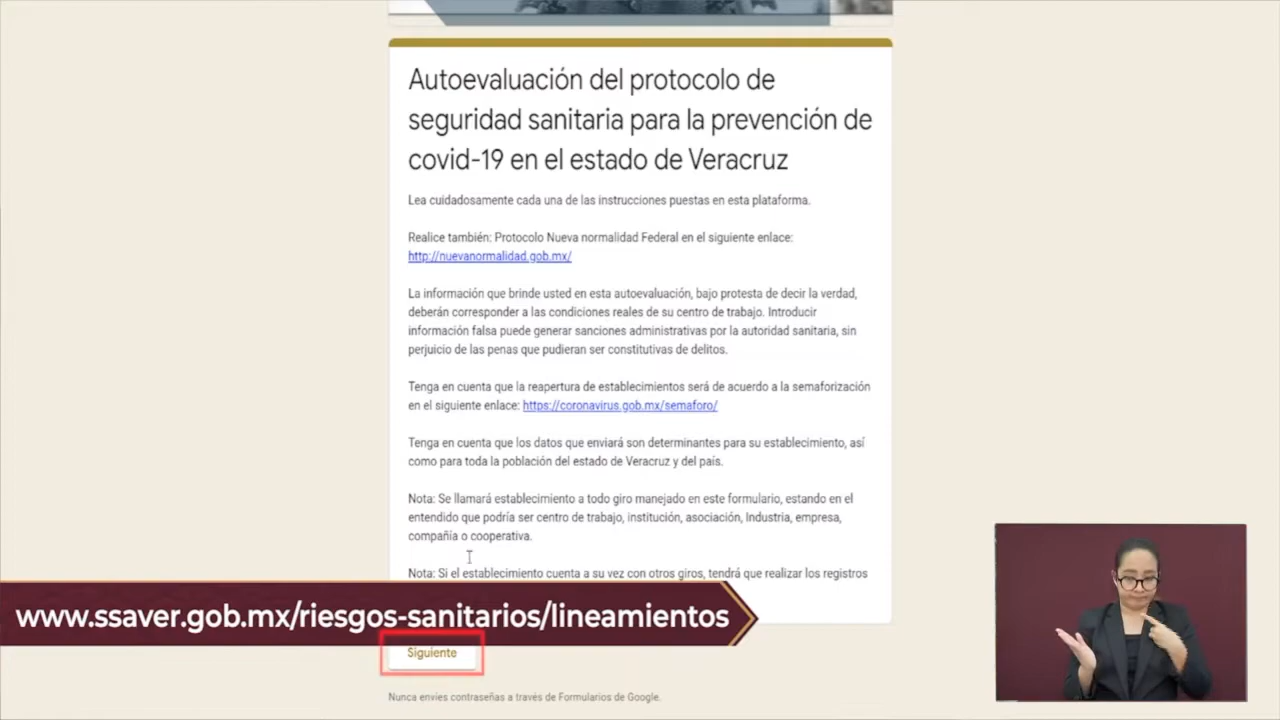 Autoevaluación del protocolo de
seguridad sanitaria para la prevención de
covid-19 en el estado de Veracruz
Lea cuidadosamente cada una de las instrucciones puestas en esta plataforma.
Realice también: Protocolo Nueva normalidad Federal en el siguiente enlace:
http://nuevanormalidad.gob.mx/
La información que brinde usted en esta autoevaluación, bajo protesta de decir la verdad,
deberán corresponder a las condiciones reales de su centro de trabajo. Introducir
información falsa puede generar sanciones administrativas por la autoridad sanitaria, sin
perjuicio de las penas que pudieran ser constitutivas de delitos.
Tenga en cuenta que la reapertura de establecimientos será de acuerdo a la semaforización
en el siguiente enlace: https://coronavirus.gob.mx/semaforo/
Tenga en cuenta que los datos que enviará son determinantes para su establecimiento, así
como para toda la población del estado de Veracruz y del país.
Nota: Se llamará establecimiento a todo giro manejado en este formulario, estando en el
entendido que podría ser centro de trabajo, institución, asociación, Industria, empresa,
compañía o cooperativa.
Nota: Si el establecimiento cuenta a su vez con otros giros, tendrá que realizar los registros
www.ssaver.gob.mx/riesgos-sanitarios/lineamientos
Siguiente
Nunca envíes contraseñas a través de Formularios de Google.